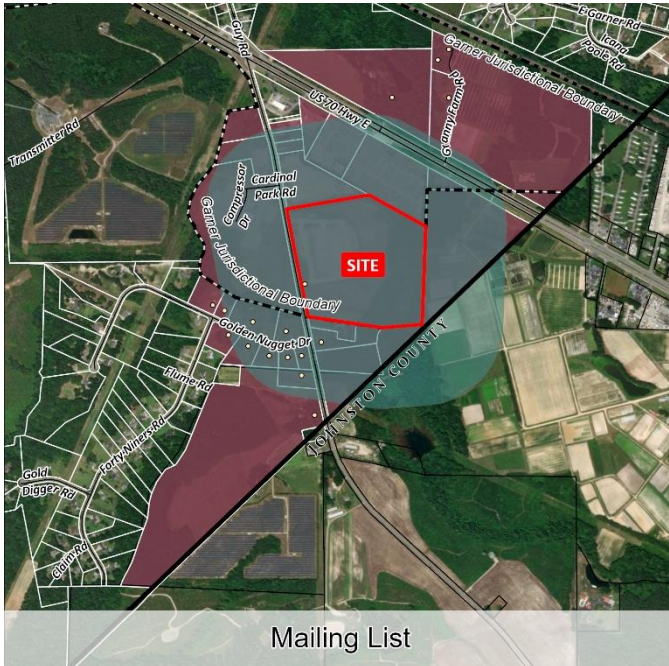 E Garner Rd
Icana
Poole Rd
Guy Rd
Garner Jurisdictional Boundary
US 70 Hwy E
Granny Farm Rd
Transmitter Rd
Compressor
Dr
Cardinal
Park Rd
SITE
Garner Jurisdictional Boundary
Golden Nugget Dr
Flume Rd
JOHNSTON COUNTY
Forty Niners Rd
Gold
Digger Rd
Claim Rd
Mailing List